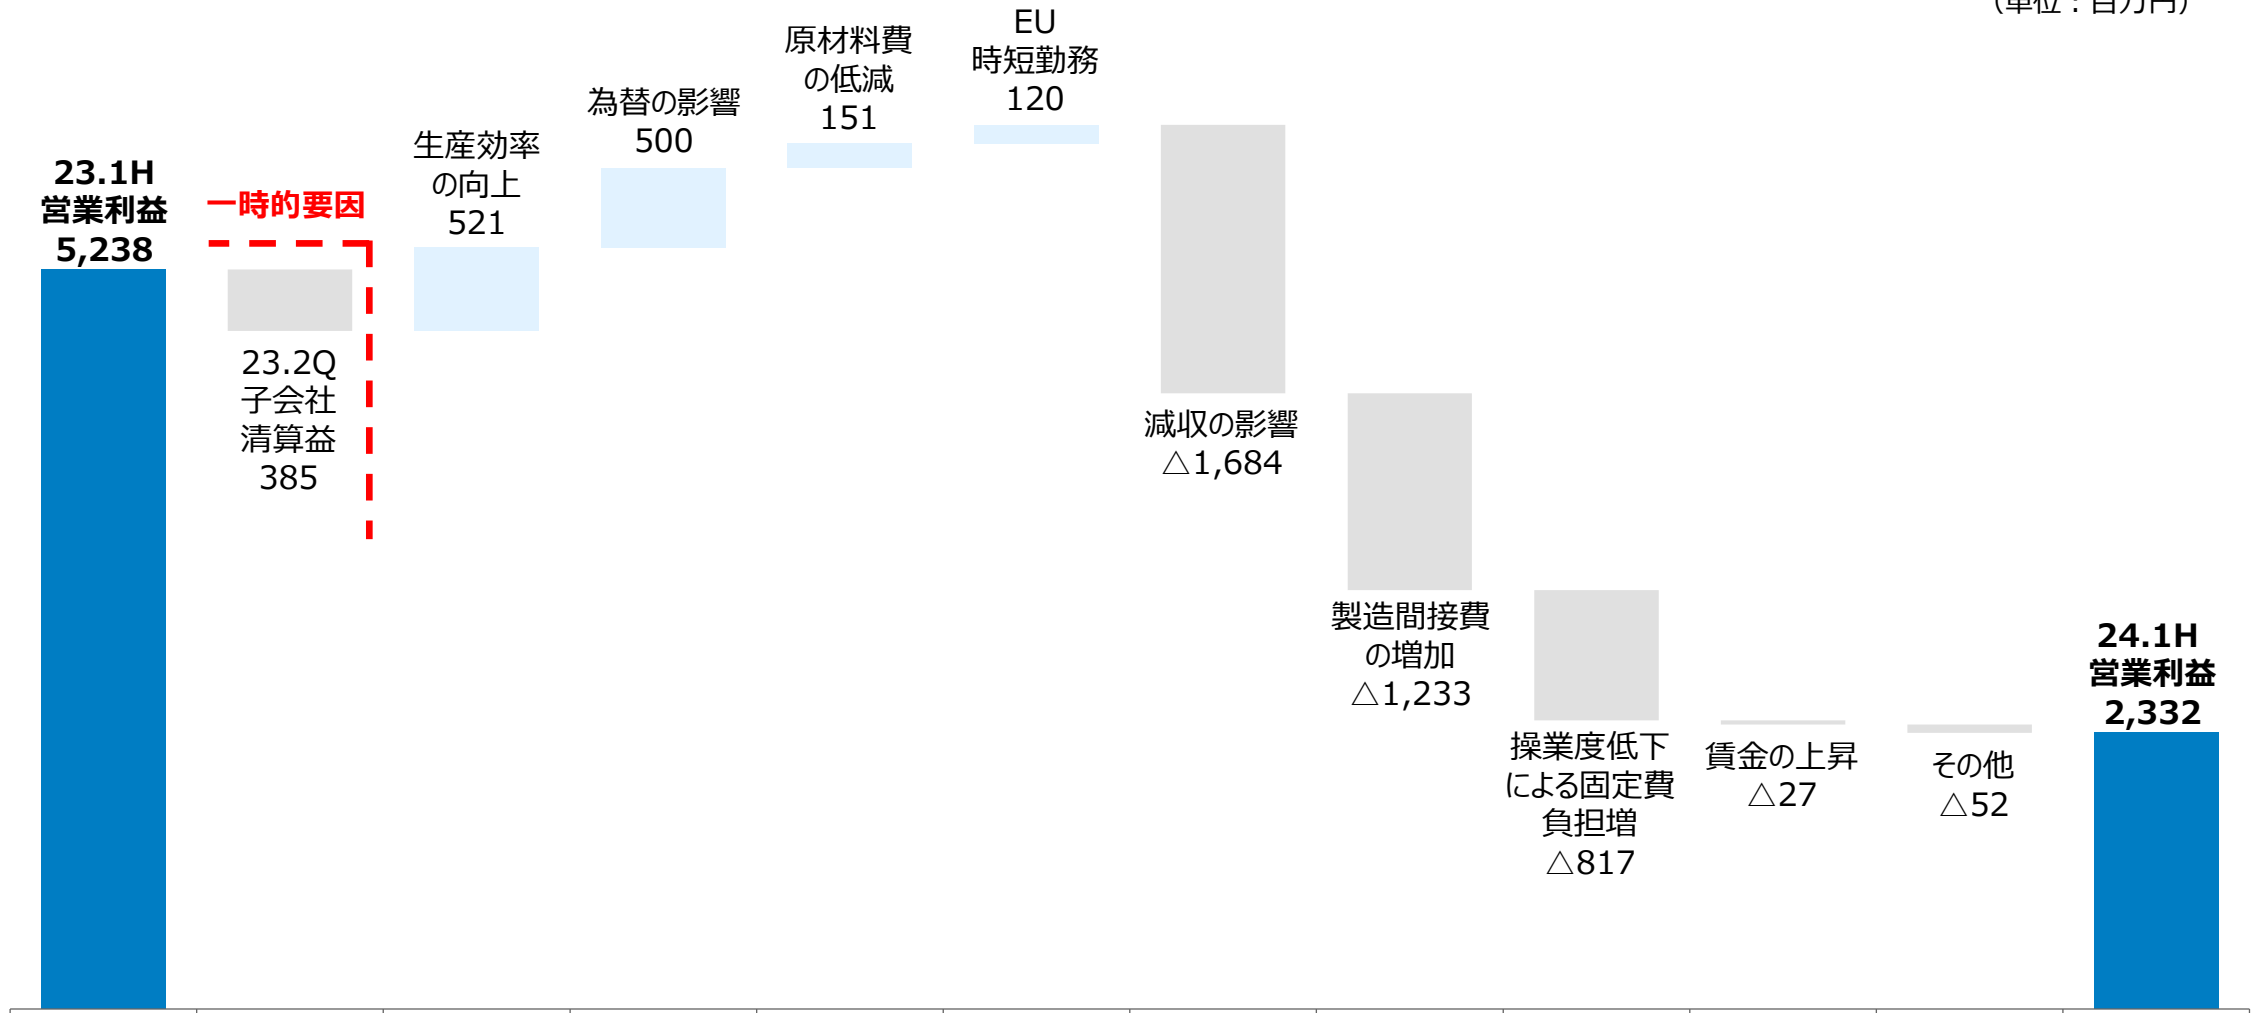 （単位：百万円）
23.1H
営業利益
5,238
一時的要因
23.2Q
子会社
清算益
385
生産効率
の向上
521
為替の影響
500
原材料費
の低減
151
EU
時短勤務
120
減収の影響
△1,684
製造間接費
の増加
△1,233
操業度低下
による固定費
負担増
△817
賃金の上昇
△27
その他
△52
24.1H
営業利益
2,332